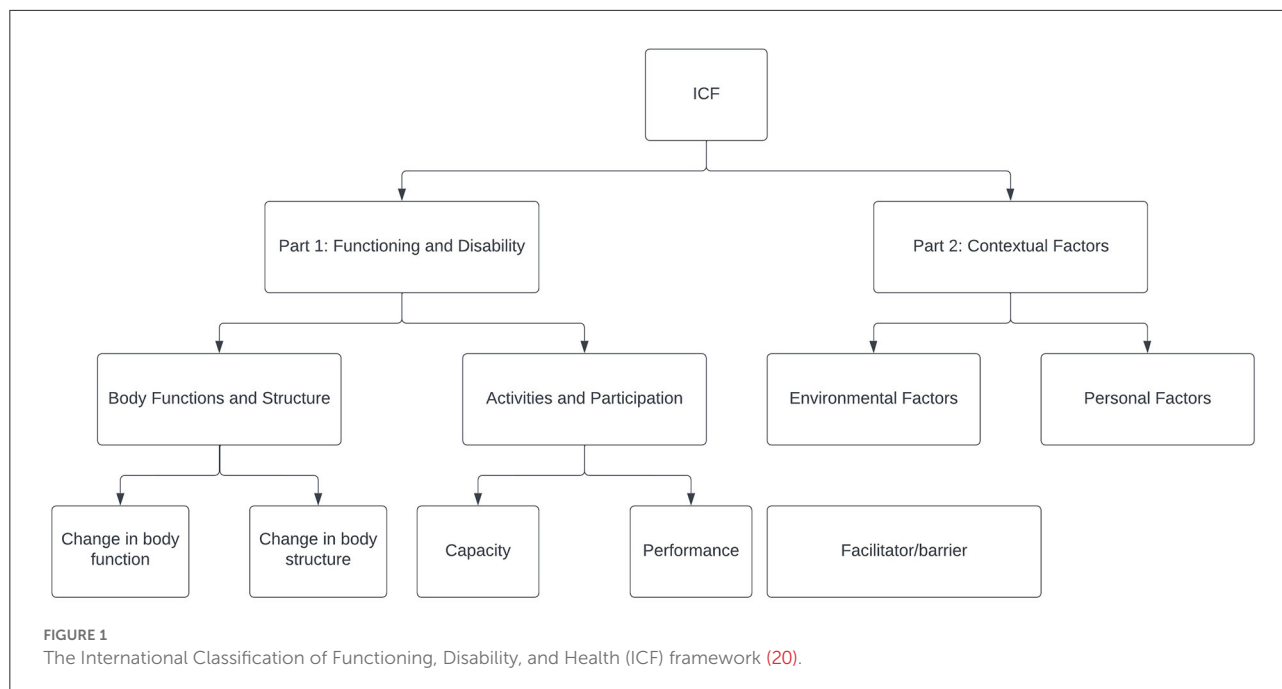 ICF
Part 1: Functioning and Disability
Part 2: Contextual Factors
Body Functions and Structure
Activities and Participation
Environmental Factors
Personal Factors
Change in body
function
Change in body
structure
Capacity
Performance
Facilitator/barrier
FIGURE 1
The International Classification of Functioning, Disability, and Health (ICF) framework (20).